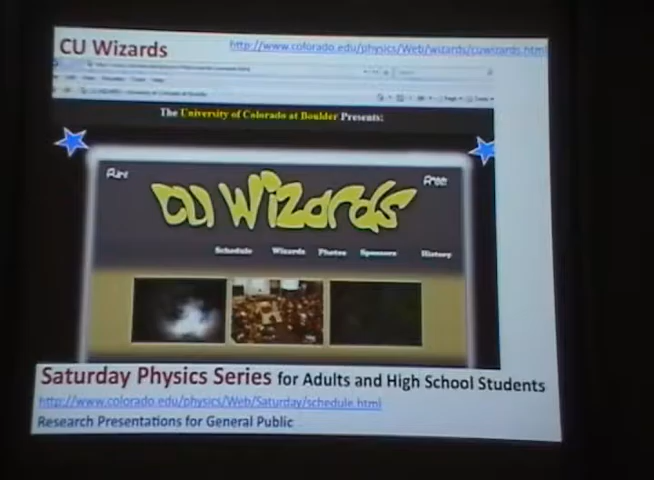 CU Wizards
http://www.colorado.edu/physics/Web/wizards/cuwizards.html
The University of Colorado at Boulder Presents:
Fun!
Free!
CU Wizards
Schedule Wizards Photos Sponsors History
Saturday Physics Series for Adults and High School Students
http://www.colorado.edu/physics/Web/Saturday/schedule.html
Research Presentations for General Public